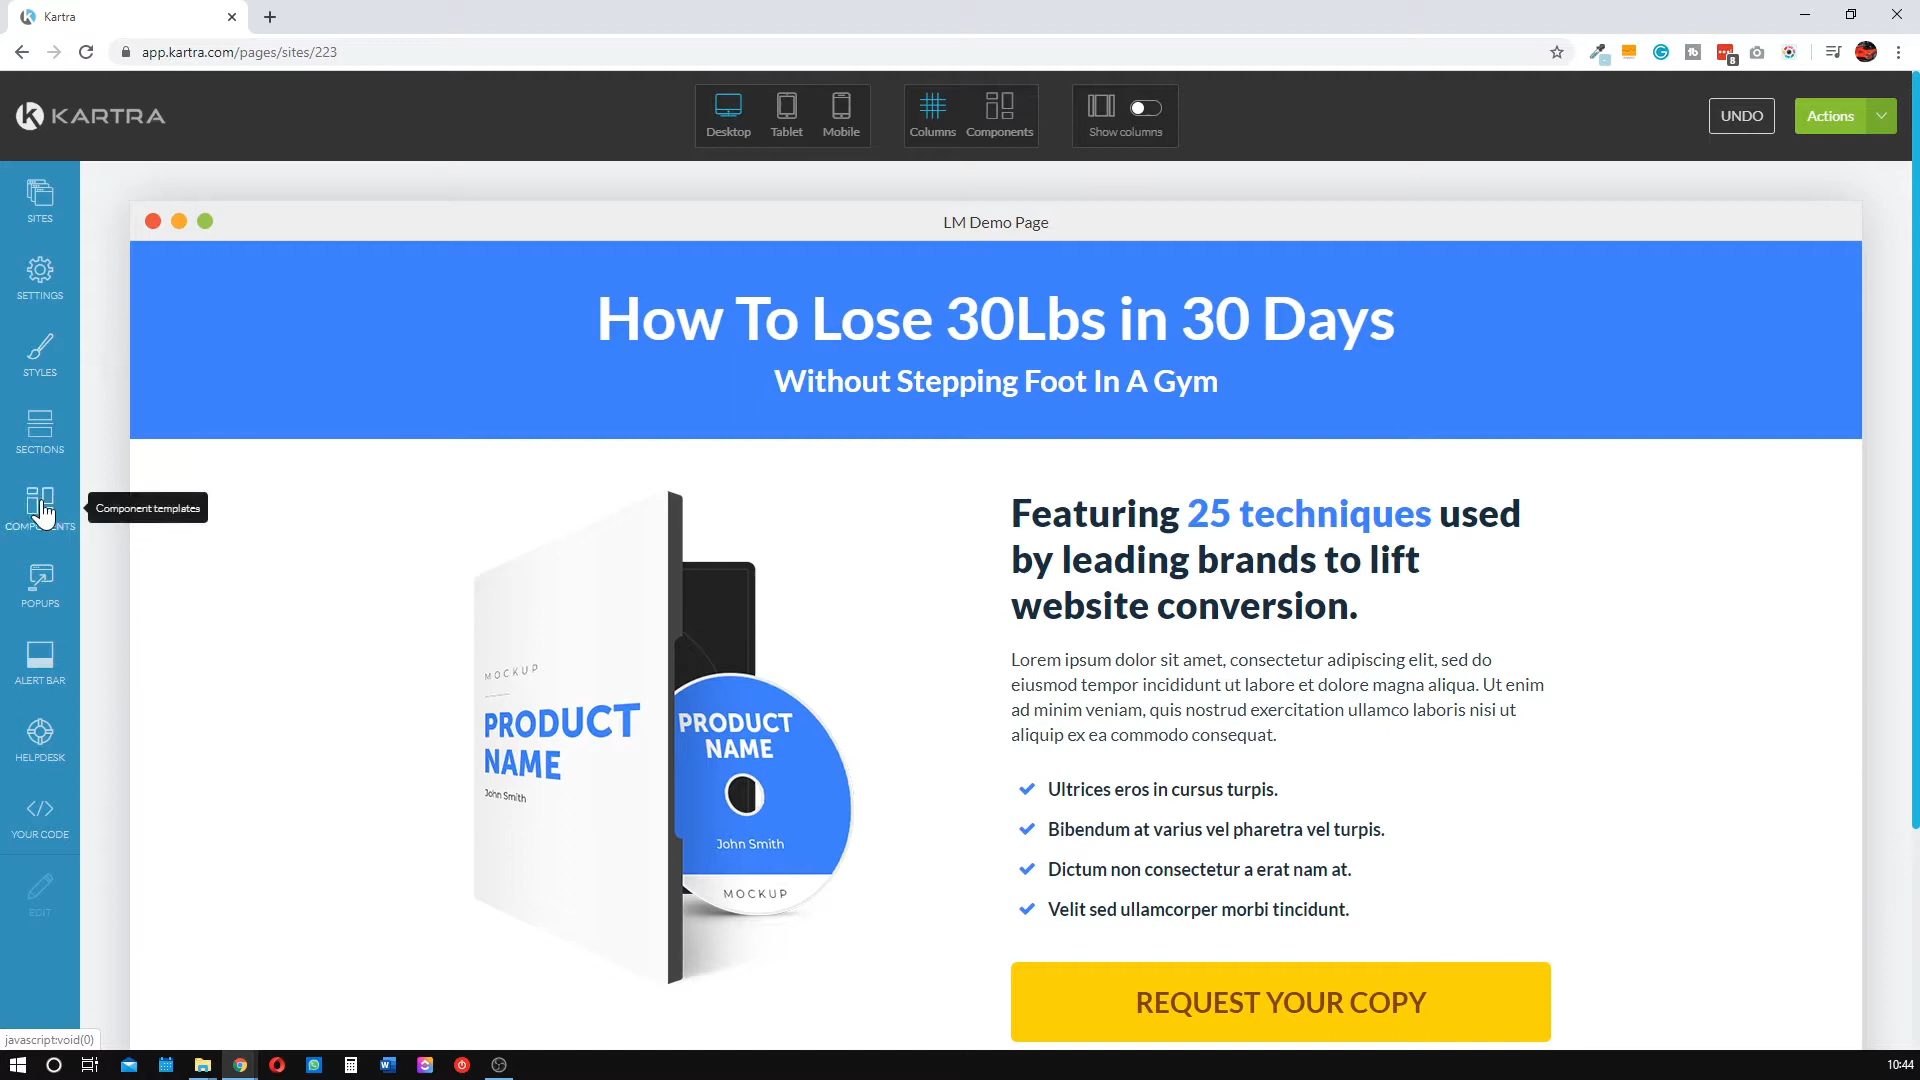 Kartra
app.kartra.com/pages/sites/223
8
KARTRA
Desktop
Tablet
Mobile
Columns
Components
Show columns
UNDO
Actions
SITES
SETTINGS
STYLES
SECTIONS
COMPONENTS
Component templates
POPUPS
ALERT BAR
HELPDESK
YOUR CODE
EDIT
LM Demo Page
How To Lose 30Lbs in 30 Days
Without Stepping Foot In A Gym
MOCKUP
PRODUCT
NAME
John Smith
PRODUCT
NAME
John Smith
MOCKUP
Featuring 25 techniques used
by leading brands to lift
website conversion.
Lorem ipsum dolor sit amet, consectetur adipiscing elit, sed do
eiusmod tempor incididunt ut labore et dolore magna aliqua. Ut enim
ad minim veniam, quis nostrud exercitation ullamco laboris nisi ut
aliquip ex ea commodo consequat.
Ultrices eros in cursus turpis.
Bibendum at varius vel pharetra vel turpis.
Dictum non consectetur a erat nam at.
Velit sed ullamcorper morbi tincidunt.
REQUEST YOUR COPY
javascript:void(0)
10:44